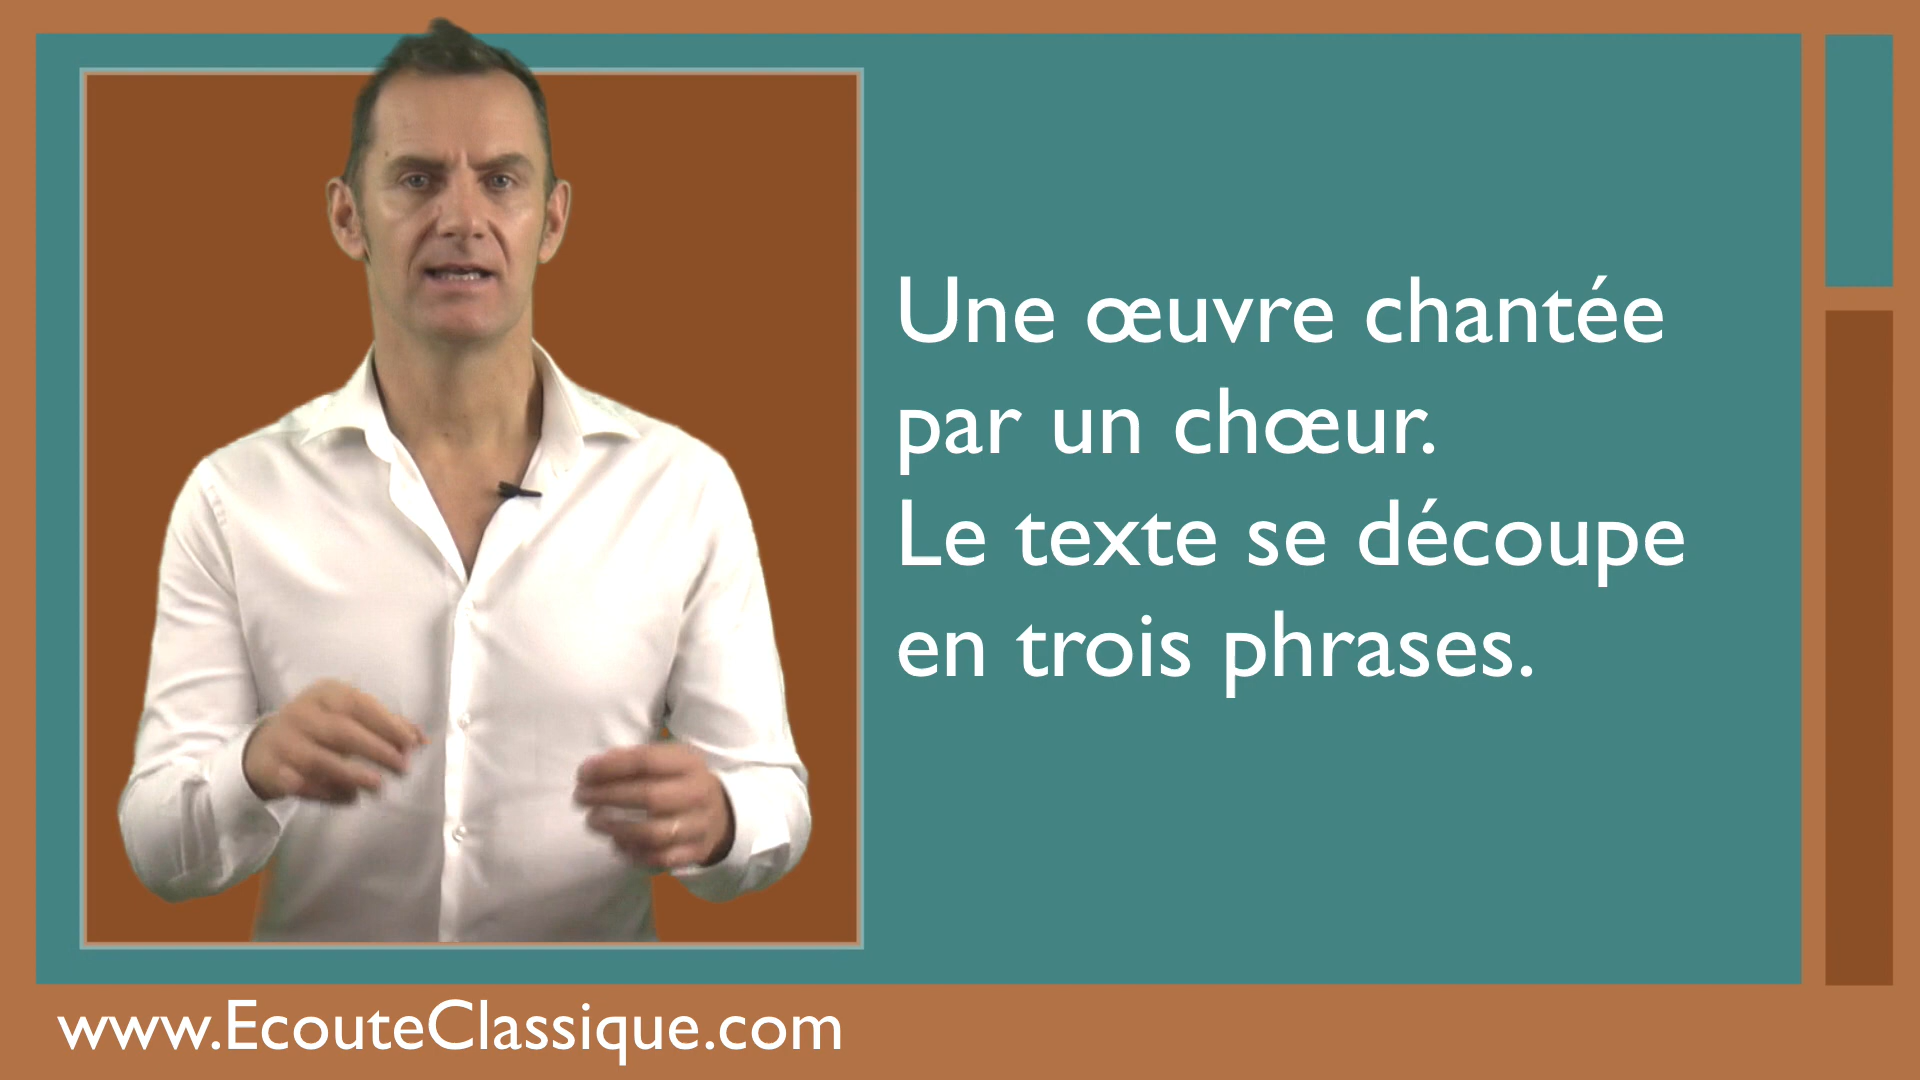 Une œuvre chantée
par un chœur.
Le texte se découpe
en trois phrases.
www.EcouteClassique.com